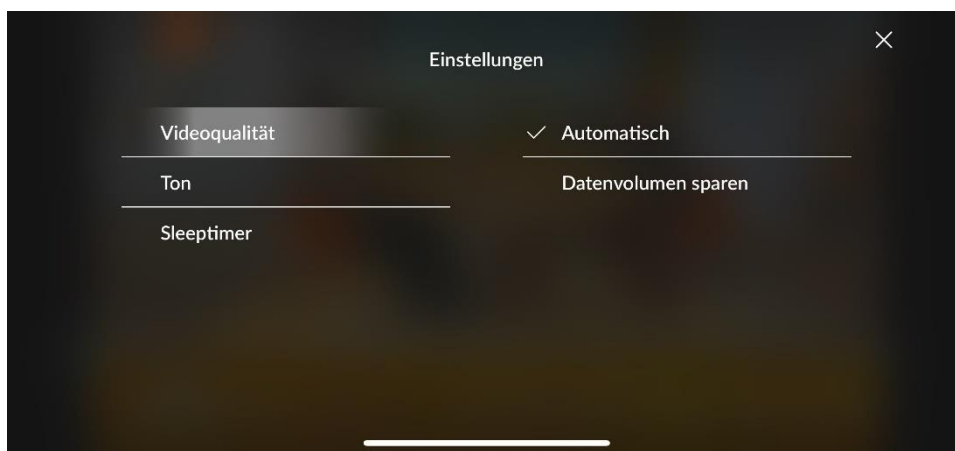 Einstellungen
Videoqualität
Ton
Sleeptimer
Automatisch
Datenvolumen sparen